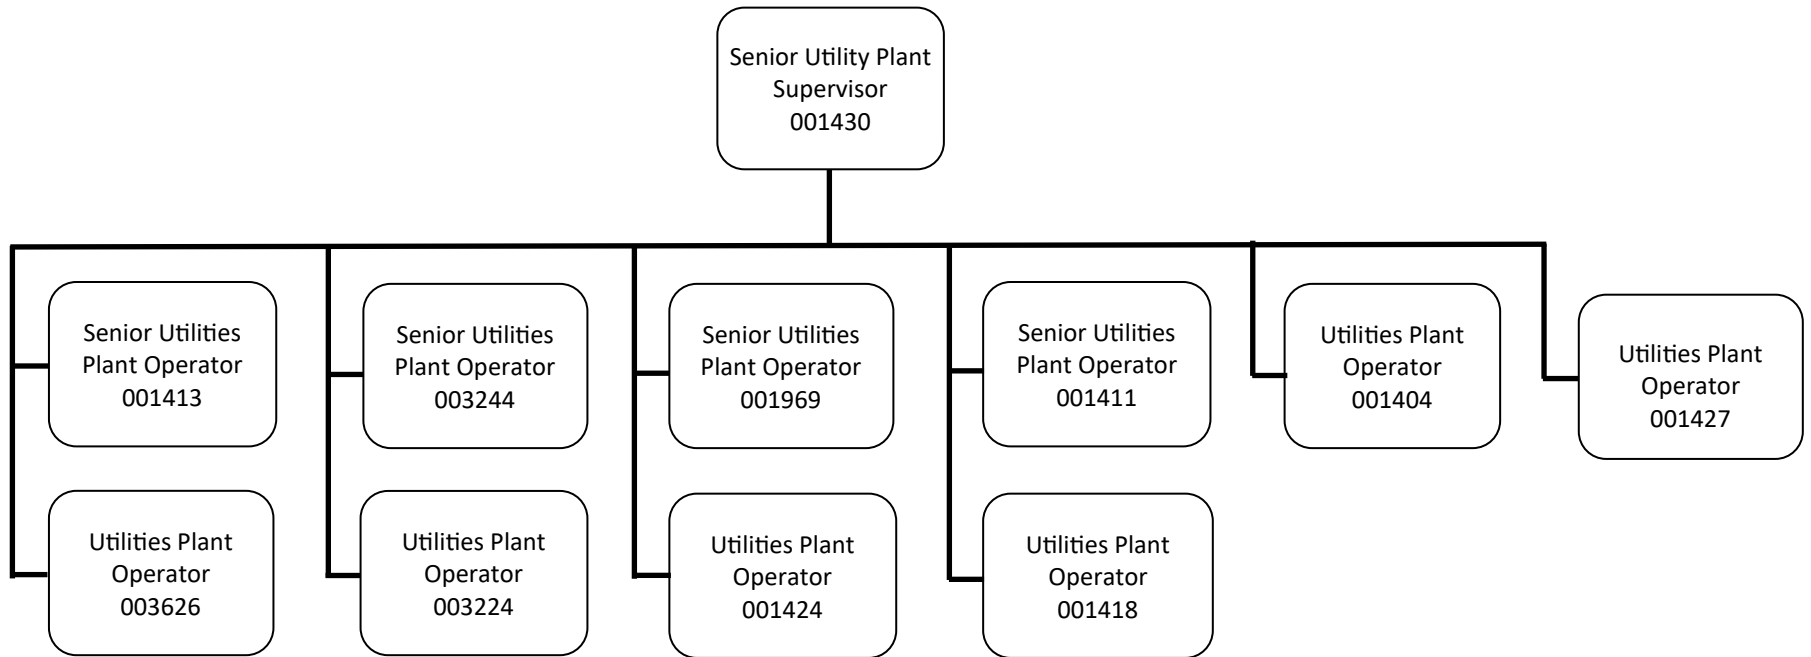 Senior Utility Plant
Supervisor
001430
Senior Utilities
Plant Operator
001413
Senior Utilities
Plant Operator
003244
Senior Utilities
Plant Operator
001969
Senior Utilities
Plant Operator
001411
Utilities Plant
Operator
001404
Utilities Plant
Operator
001427
Utilities Plant
Operator
003626
Utilities Plant
Operator
003224
Utilities Plant
Operator
001424
Utilities Plant
Operator
001418